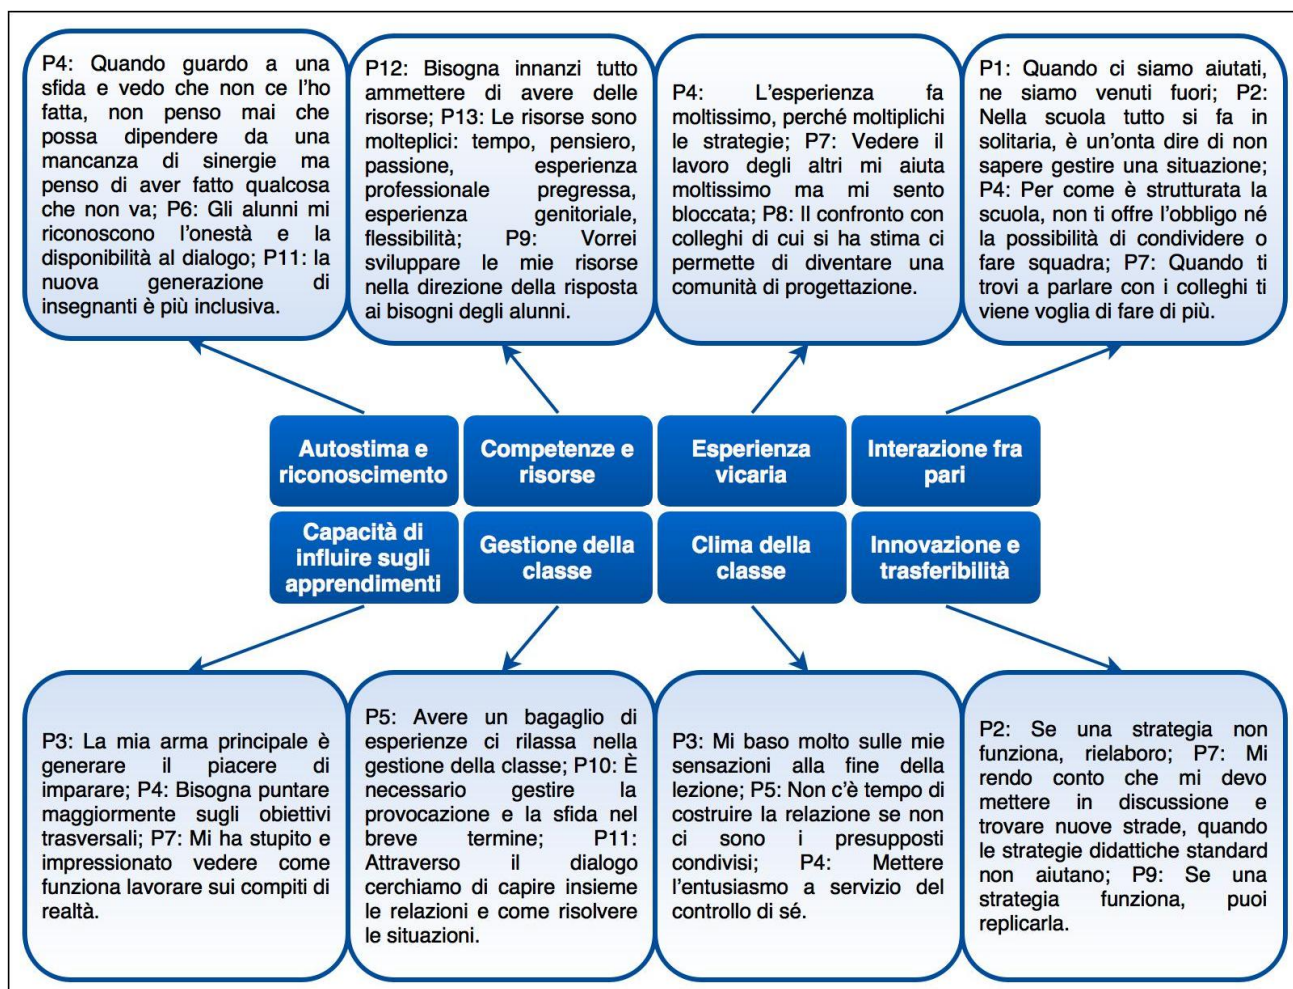 P4: Quando guardo a una
sfida e vedo che non ce l'ho
fatta, non penso mai che
possa dipendere da una
mancanza di sinergie ma
penso di aver fatto qualcosa
che non va; P6: Gli alunni mi
riconoscono l'onestà e la
disponibilità al dialogo; P11: la
nuova generazione di
insegnanti è più inclusiva.
P12: Bisogna innanzi tutto
ammettere di avere delle
risorse; P13: Le risorse sono
molteplici: tempo, pensiero,
passione, esperienza
professionale pregressa,
esperienza genitoriale,
flessibilità; P9: Vorrei
sviluppare le mie risorse
nella direzione della risposta
ai bisogni degli alunni.
P4: L'esperienza fa
moltissimo, perché moltiplichi
le strategie; P7: Vedere il
lavoro degli altri mi aiuta
moltissimo ma mi sento
bloccata; P8: Il confronto con
colleghi di cui si ha stima ci
permette di diventare una
comunità di progettazione.
P1: Quando ci siamo aiutati,
ne siamo venuti fuori; P2:
Nella scuola tutto si fa in
solitaria, è un'onta dire di non
sapere gestire una situazione;
P4: Per come è strutturata la
scuola, non ti offre l'obbligo né
la possibilità di condividere o
fare squadra; P7: Quando ti
trovi a parlare con i colleghi ti
viene voglia di fare di più.
Autostima e
riconoscimento
Competenze e
risorse
Esperienza
vicaria
Interazione fra
pari
Capacità di
influire sugli
apprendimenti
Gestione della
classe
Clima della
classe
Innovazione e
trasferibilità
P3: La mia arma principale è
generare il piacere di
imparare; P4: Bisogna puntare
maggiormente sugli obiettivi
trasversali; P7: Mi ha stupito e
impressionato vedere come
funziona lavorare sui compiti di
realtà.
P5: Avere un bagaglio di
esperienze ci rilassa nella
gestione della classe; P10: È
necessario gestire la
provocazione e la sfida nel
breve termine; P11:
Attraverso il dialogo
cerchiamo di capire insieme
le relazioni e come risolvere
le situazioni.
P3: Mi baso molto sulle mie
sensazioni alla fine della
lezione; P5: Non c'è tempo di
costruire la relazione se non
ci sono i presupposti
condivisi; P4: Mettere
l'entusiasmo a servizio del
controllo di sé.
P2: Se una strategia non
funziona, rielaboro; P7: Mi
rendo conto che mi devo
mettere in discussione e
trovare nuove strade, quando
le strategie didattiche standard
non aiutano; P9: Se una
strategia funziona, puoi
replicarla.